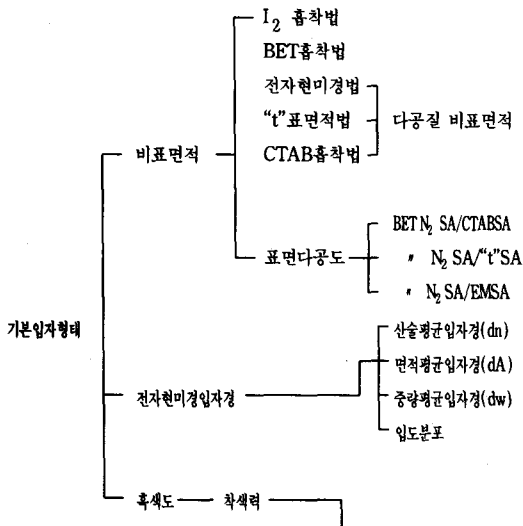 I₂ 흡착법
BET흡착법
전자현미경법
“t”표면적법
다공질 비표면적
CTAB흡착법
비표면적
표면다공도
BET N₂ SA/CTABSA
〃 N₂ SA/“t”SA
〃 N₂ SA/EMSA
기본입자형태
전자현미경입자경
산술평균입자경(dn)
면적평균입자경(dA)
중량평균입자경(dw)
입도분포
흑색도
착색력